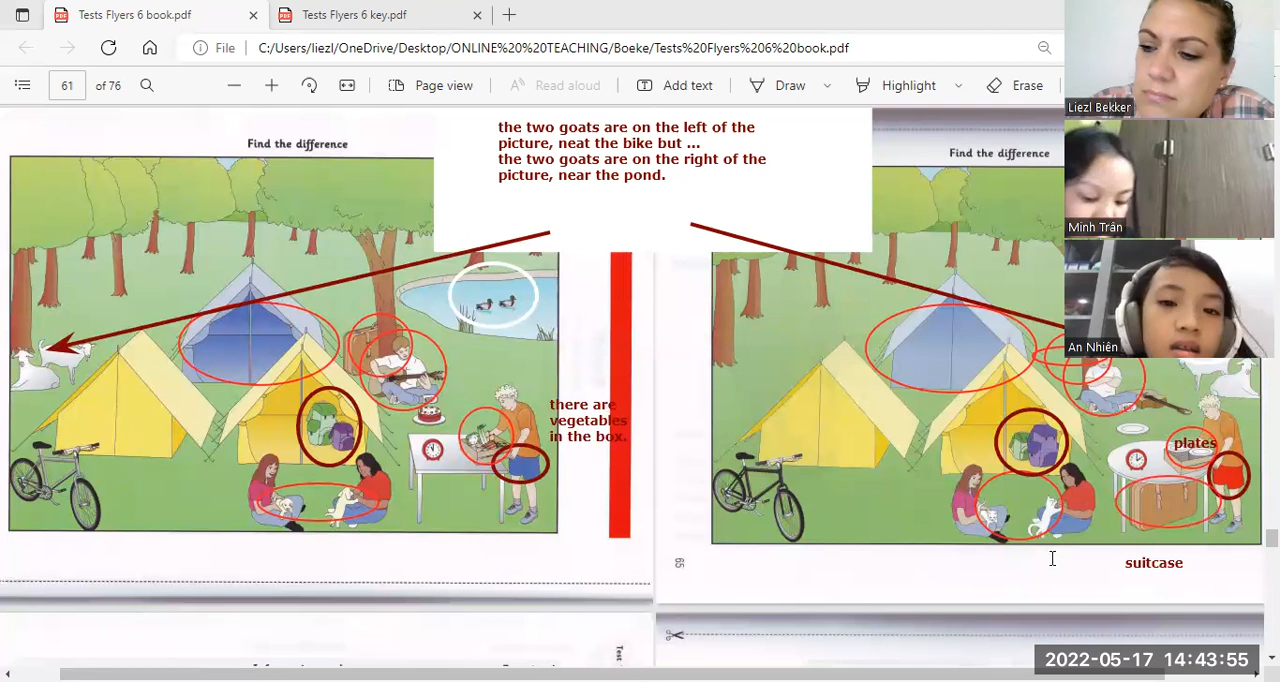 Tests Flyers 6 book.pdf
Tests Flyers 6 key.pdf
File
C:/Users/liezl/OneDrive/Desktop/ONLINE%20%20TEACHING/Boeke/Tests%20Flyers%206%20book.pdf
61 of 76
Page view
Read aloud
Add text
Draw
Highlight
Erase
Liezl Bekker
Minh Trân
An Nhiên
Find the difference
the two goats are on the left of the
picture, neat the bike but ...
the two goats are on the right of the
picture, near the pond.
Find the difference
there are
vegetables
in the box.
plates
suitcase
65
Test
2022-05-17 14:43:55